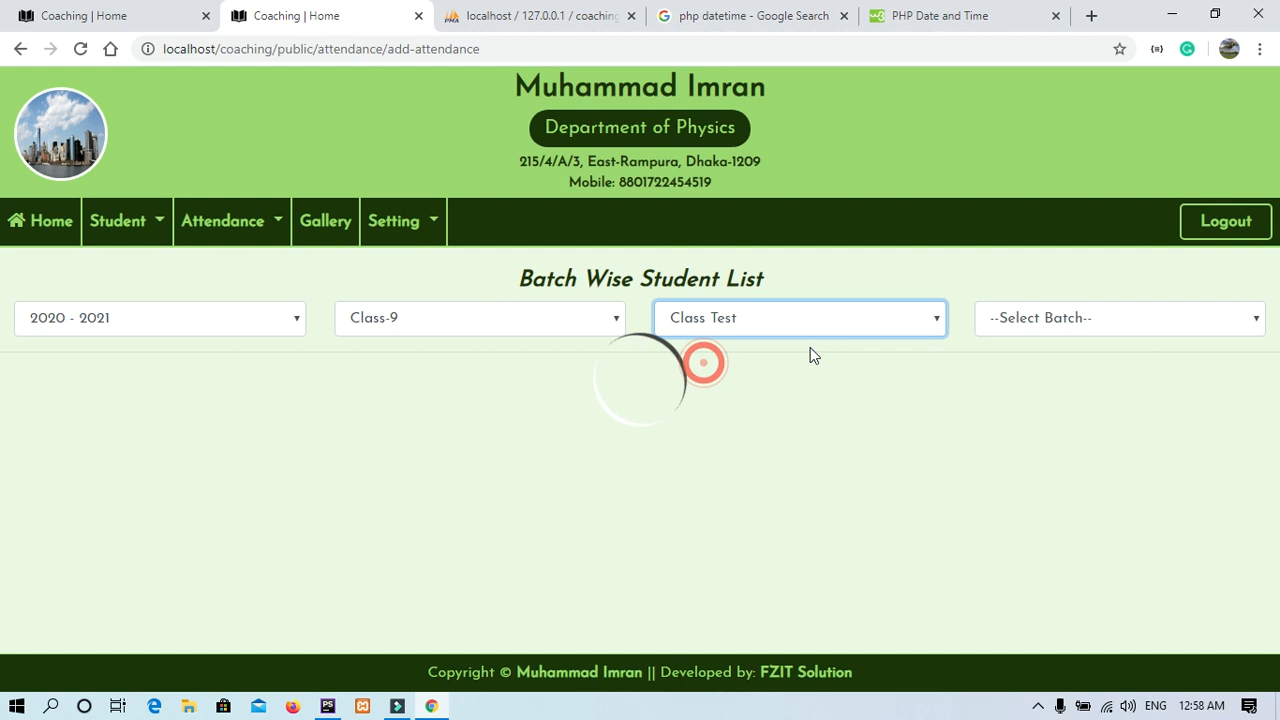 Coaching | Home
Coaching | Home
localhost / 127.0.0.1 / coaching
php datetime - Google Search
PHP Date and Time
localhost/coaching/public/attendance/add-attendance
Muhammad Imran
Department of Physics
215/4/A/3, East-Rampura, Dhaka-1209
Mobile: 8801722454519
Home
Student
Attendance
Gallery
Setting
Logout
Batch Wise Student List
2020 - 2021
Class-9
Class Test
--Select Batch--
Copyright © Muhammad Imran || Developed by: FZIT Solution
ENG
12:58 AM